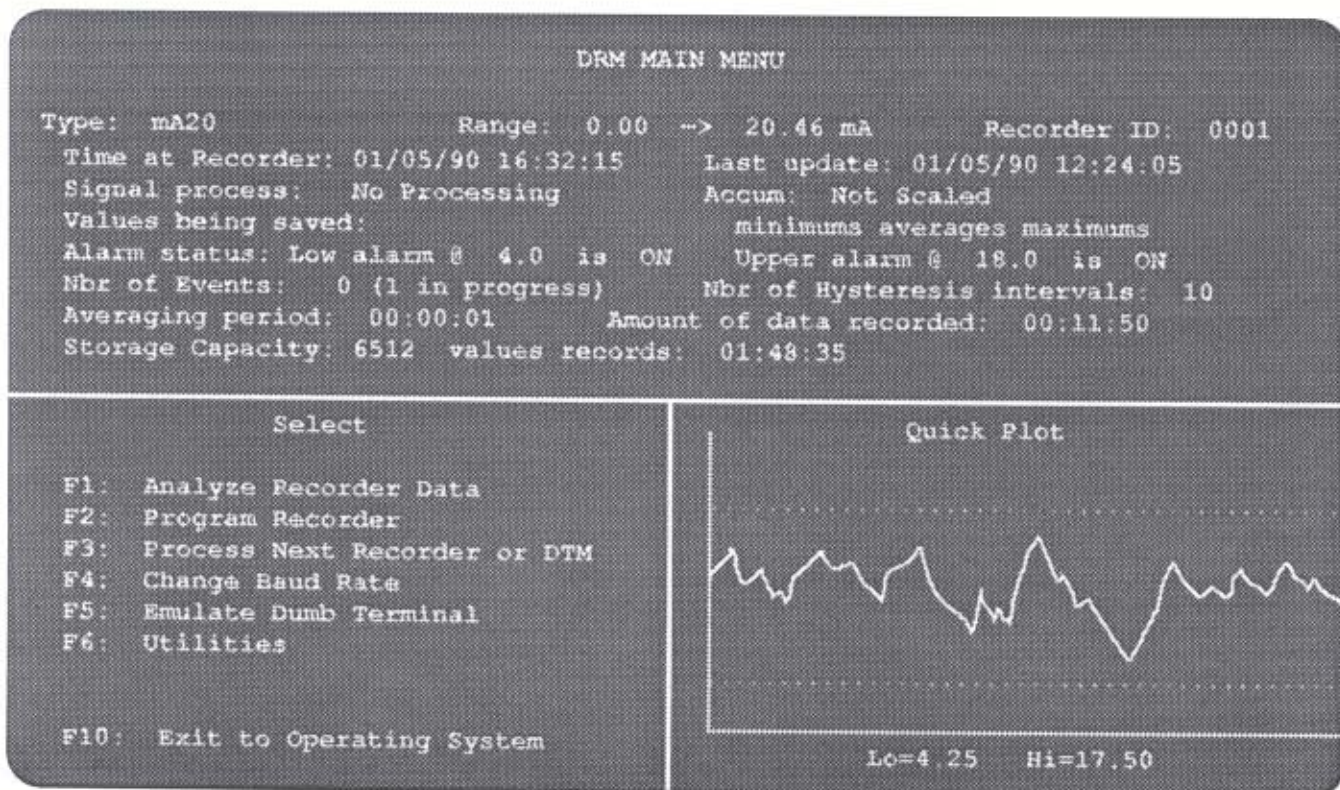 DRM MAIN MENU
Type: mA20 Range: 0.00 --> 20.46 mA Recorder ID: 0001
Time at Recorder: 01/05/90 16:32:15 Last update: 01/05/90 12:24:05
Signal process: No Processing Accum: Not Scaled
Values being saved: minimums averages maximums
Alarm status: Low alarm @ 4.0 is ON Upper alarm @ 18.0 is ON
Nbr of Events: 0 (1 in progress) Nbr of Hysteresis intervals: 10
Averaging period: 00:00:01 Amount of data recorded: 00:11:50
Storage Capacity: 6512 values records: 01:48:35
Select
F1: Analyze Recorder Data
F2: Program Recorder
F3: Process Next Recorder or DTM
F4: Change Baud Rate
F5: Emulate Dumb Terminal
F6: Utilities
F10: Exit to Operating System
Quick Plot
Lo=4.25 Hi=17.50